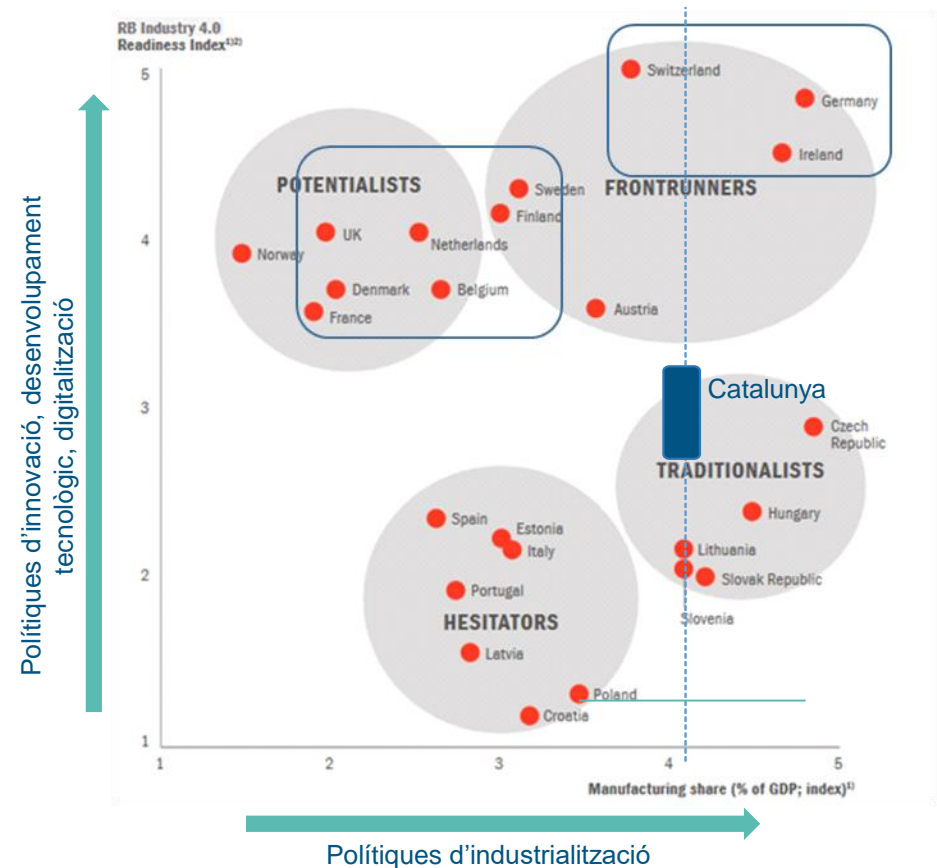 RB Industry 4.0
Readiness Index¹⁾²⁾
5
Switzerland
Germany
Ireland
POTENTIALISTS
FRONTRUNNERS
Sweden
Finland
4
UK
Netherlands
Norway
Denmark
Belgium
France
Austria
Polítiques d’innovació, desenvolupament
tecnològic, digitalització
3
Catalunya
Czech
Republic
TRADITIONALISTS
Hungary
Spain
Estonia
Italy
Lithuania
2
Slovak Republic
Portugal
Slovenia
HESITATORS
Latvia
Poland
Croatia
1
1
2
3
4
5
Manufacturing share (% of GDP; index)¹⁾
Polítiques d’industrialització